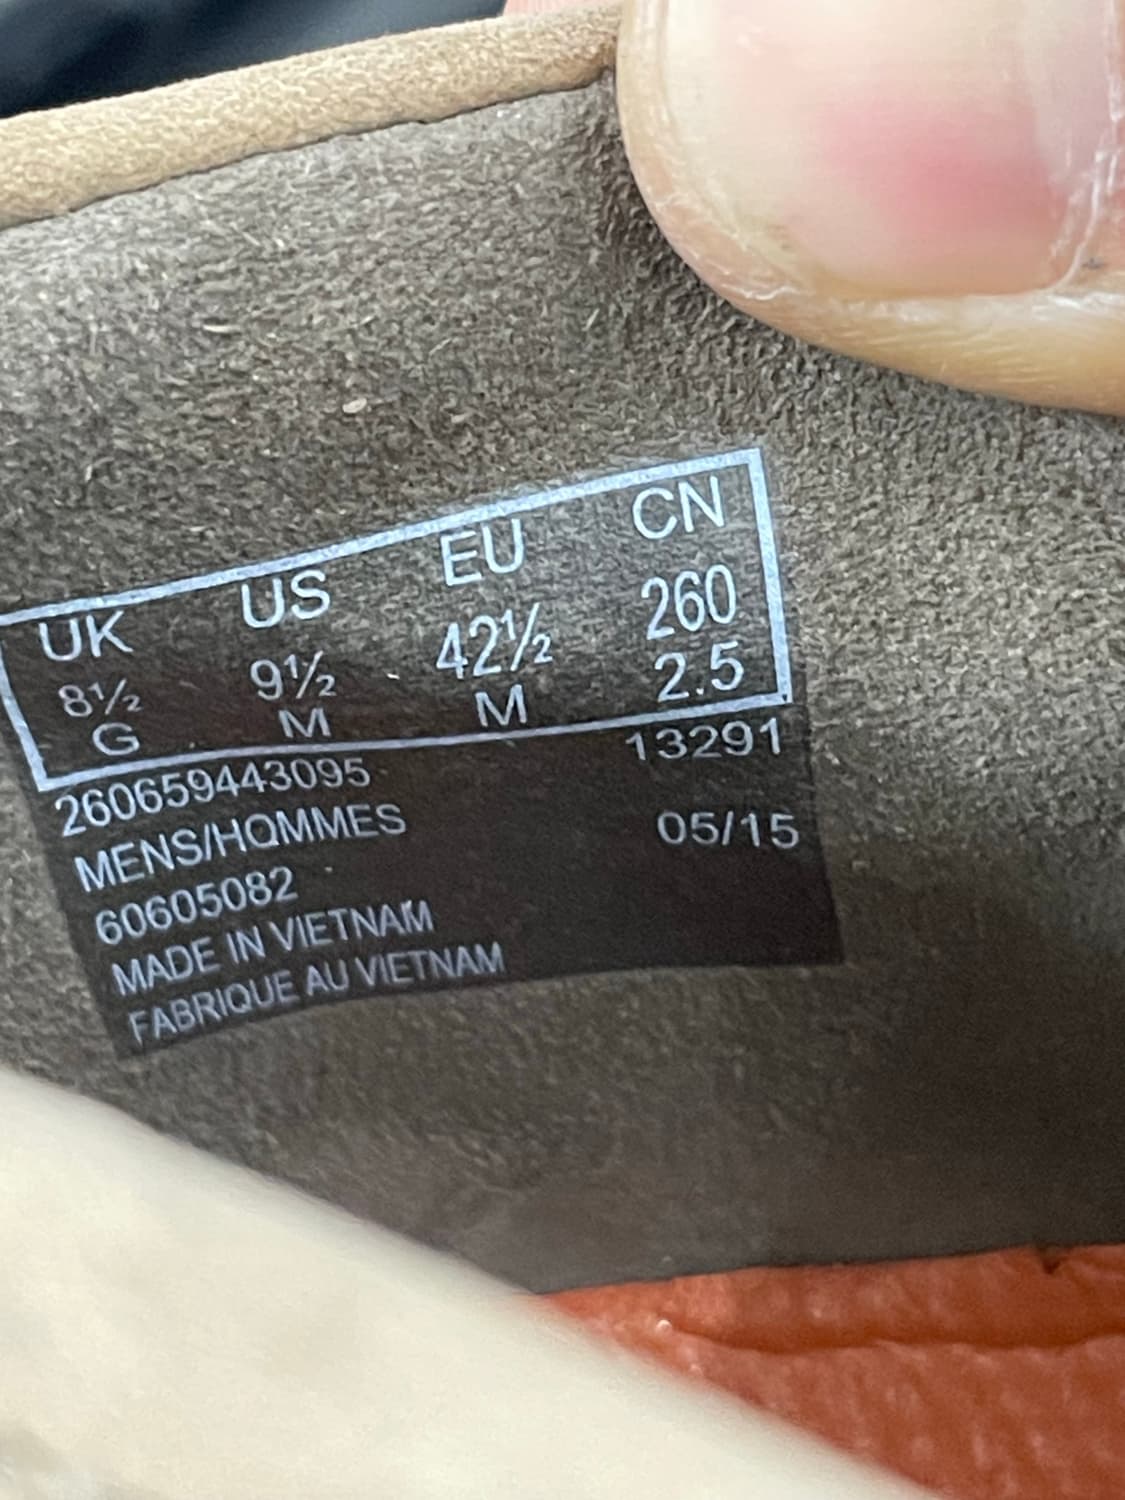 UK US EU CN
8½ 9½ 42½ 260
G M M 2.5
260659443095 13291
MENS/HOMMES 05/15
60605082
MADE IN VIETNAM
FABRIQUE AU VIETNAM